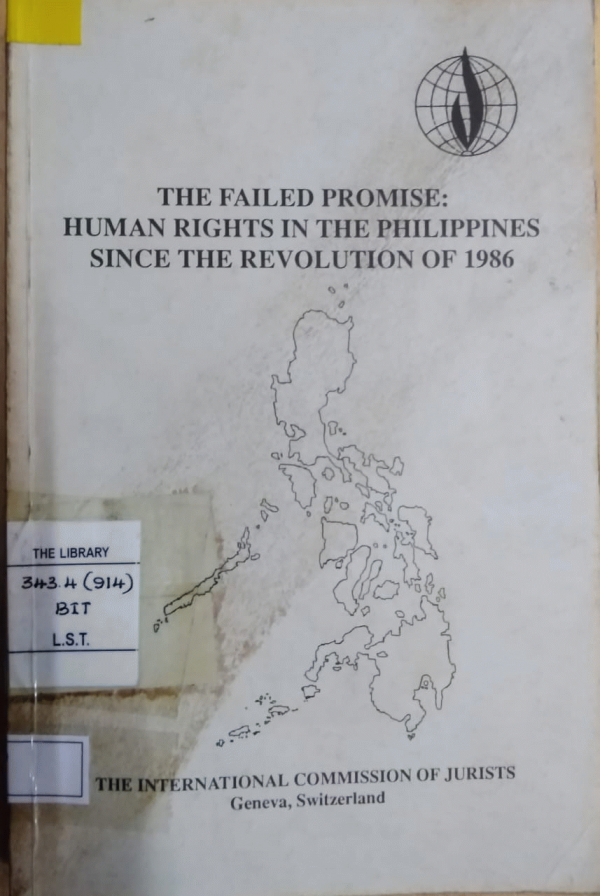 THE FAILED PROMISE:
HUMAN RIGHTS IN THE PHILIPPINES
SINCE THE REVOLUTION OF 1986
THE LIBRARY
343.4 (914)
BIT
L.S.T.
THE INTERNATIONAL COMMISSION OF JURISTS
Geneva, Switzerland